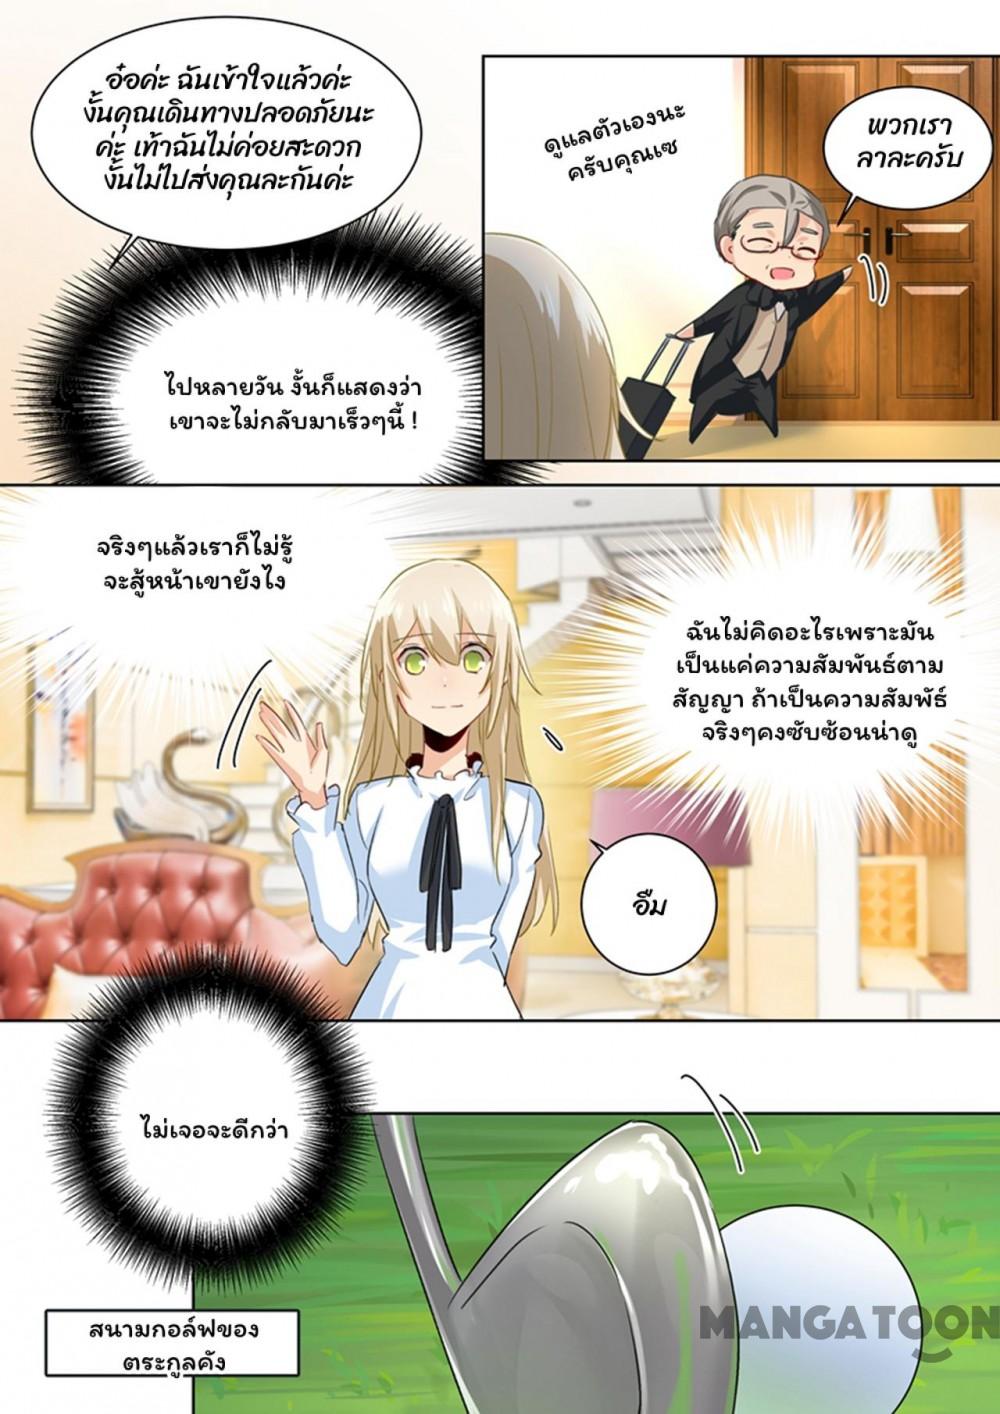 อ๋อค่ะ ฉันเข้าใจแล้วค่ะ
งั้นคุณเดินทางปลอดภัยนะ
ค่ะ เท้าฉันไม่ค่อยสะดวก
งั้นไม่ไปส่งคุณละกันค่ะ
ดูแลตัวเองนะ
ครับคุณเซ
พวกเรา
ลาละครับ
ไปหลายวัน งั้นก็แสดงว่า
เขาจะไม่กลับมาเร็วๆนี้ !
จริงๆแล้วเราก็ไม่รู้
จะสู้หน้าเขายังไง
ฉันไม่คิดอะไรเพราะมัน
เป็นแค่ความสัมพันธ์ตาม
สัญญา ถ้าเป็นความสัมพัธ์
จริงๆคงซับซ้อนน่าดู
อืม
ไม่เจอจะดีกว่า
สนามกอล์ฟของ
ตระกูลคัง
MANGATOON